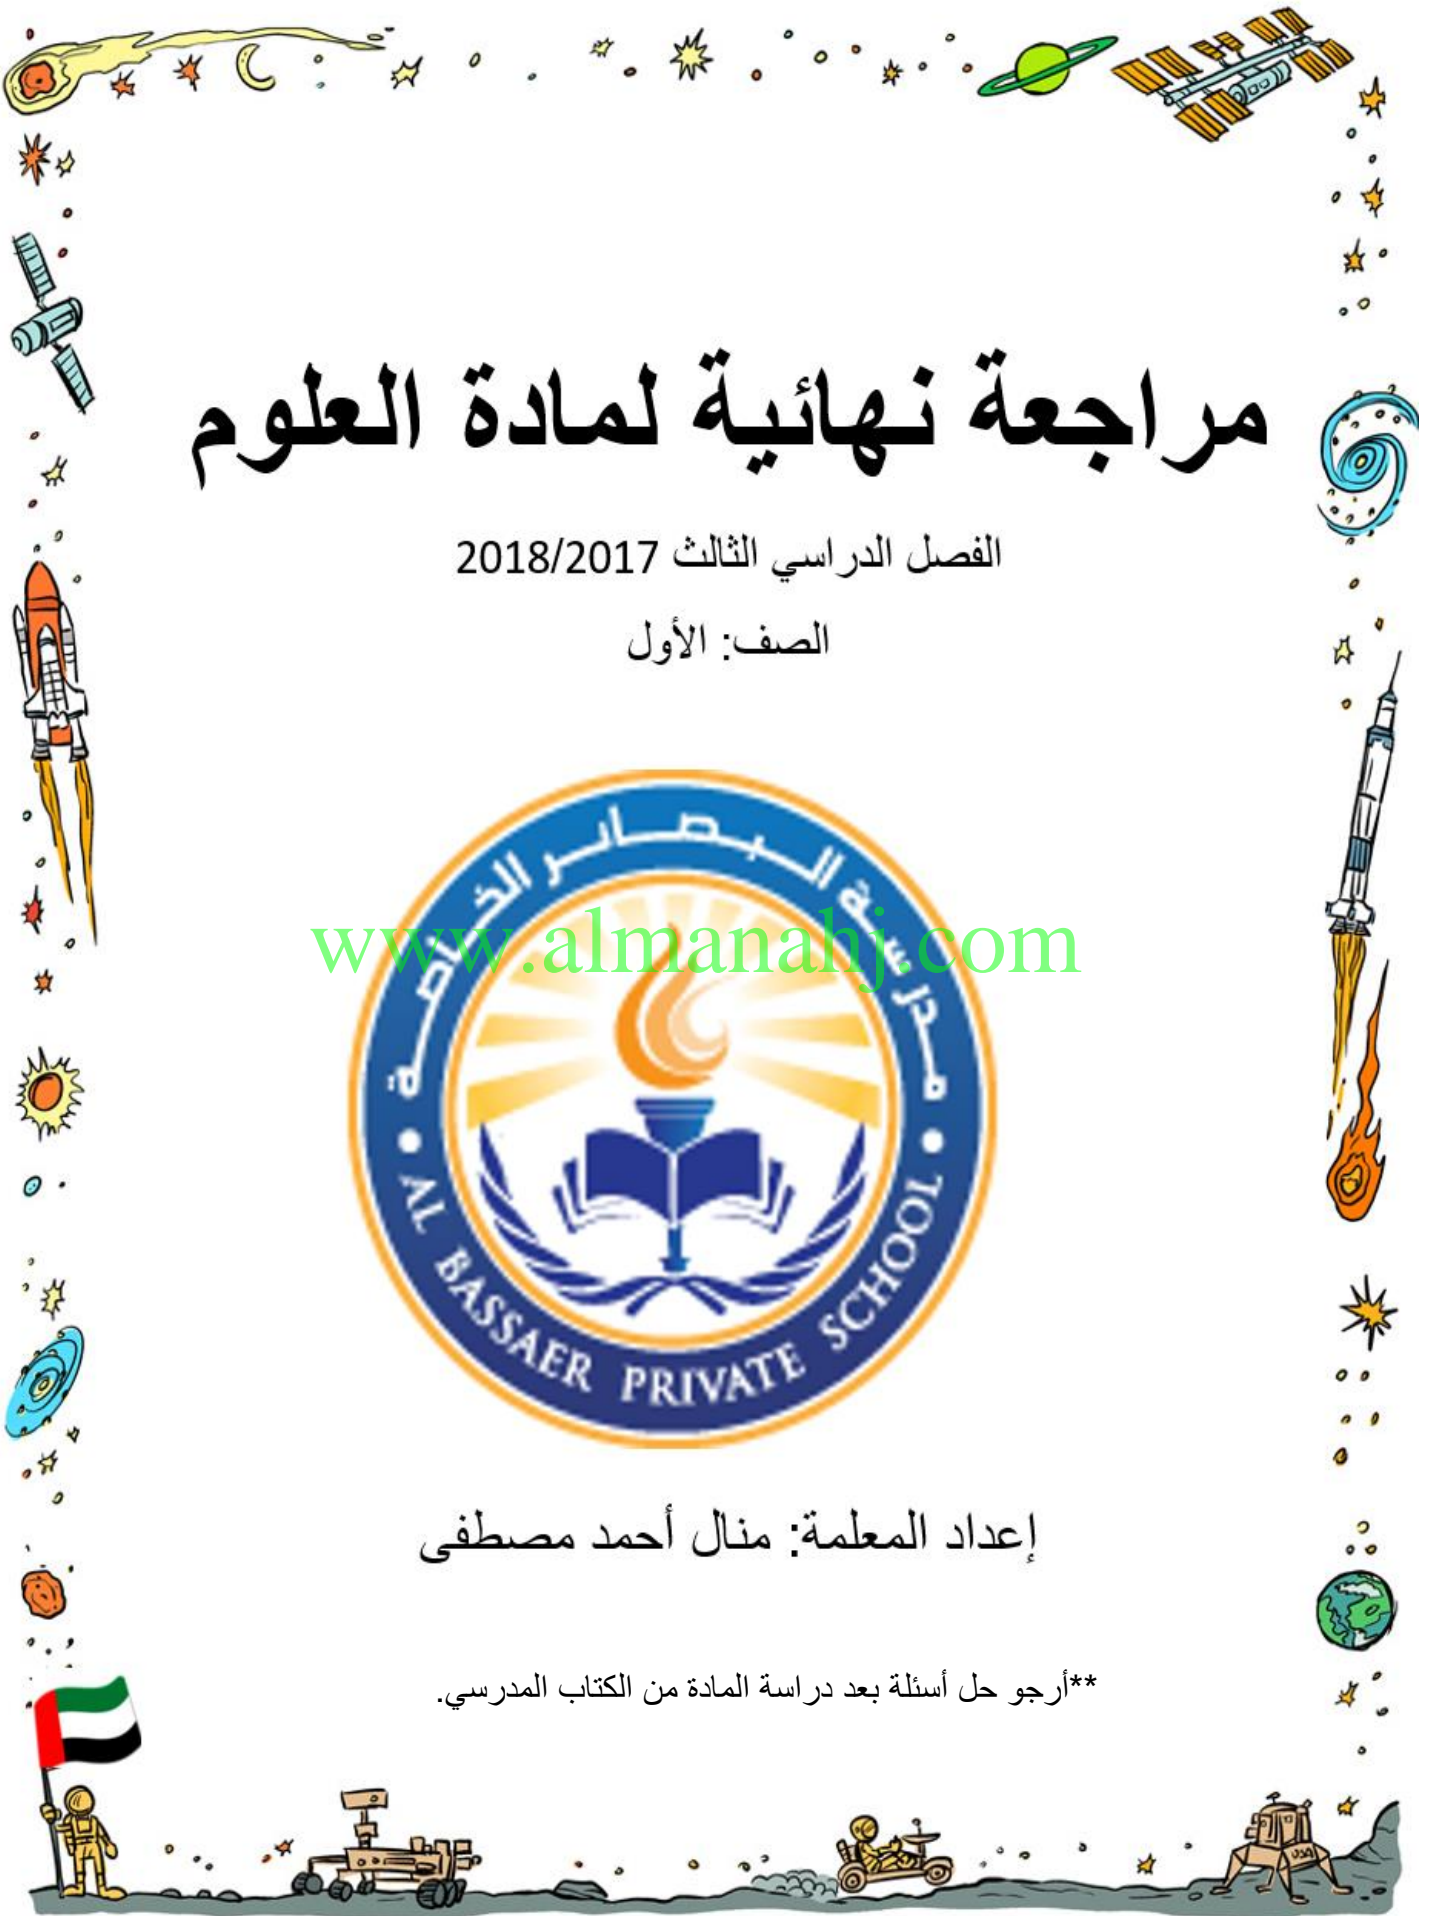 مراجعة نهائية لمادة العلوم
الفصل الدراسي الثالث 2018/2017
الصف: الأول
مدرسة البصائر الخاصة
www.almanahj.com
AL BASSAER PRIVATE SCHOOL
إعداد المعلمة: منال أحمد مصطفى
**أرجو حل أسئلة بعد دراسة المادة من الكتاب المدرسي.